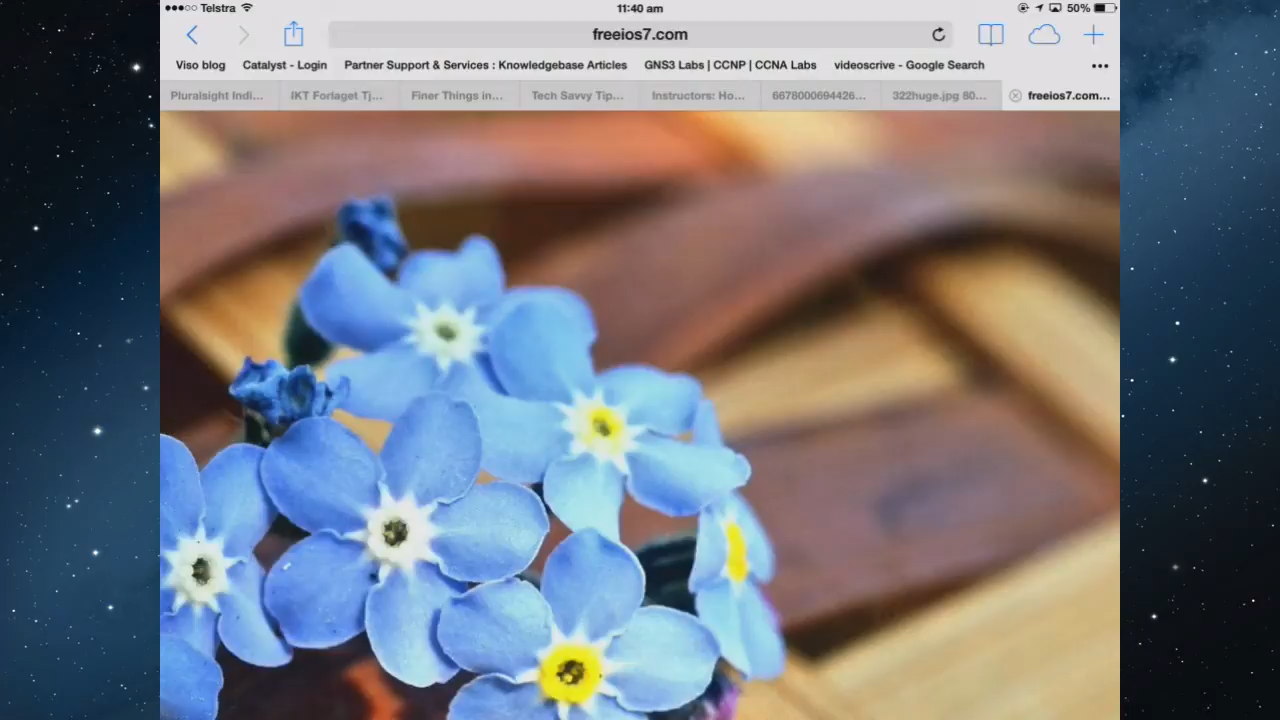 Telstra 11:40 am 50%
freeios7.com
Viso blog Catalyst - Login Partner Support & Services : Knowledgebase Articles GNS3 Labs | CCNP | CCNA Labs videoscrive - Google Search
Pluralsight Indi... IKT Forlaget Tj... Finer Things in... Tech Savvy Tip... Instructors: Ho... 6678000694426... 322huge.jpg 60... freeios7.com...